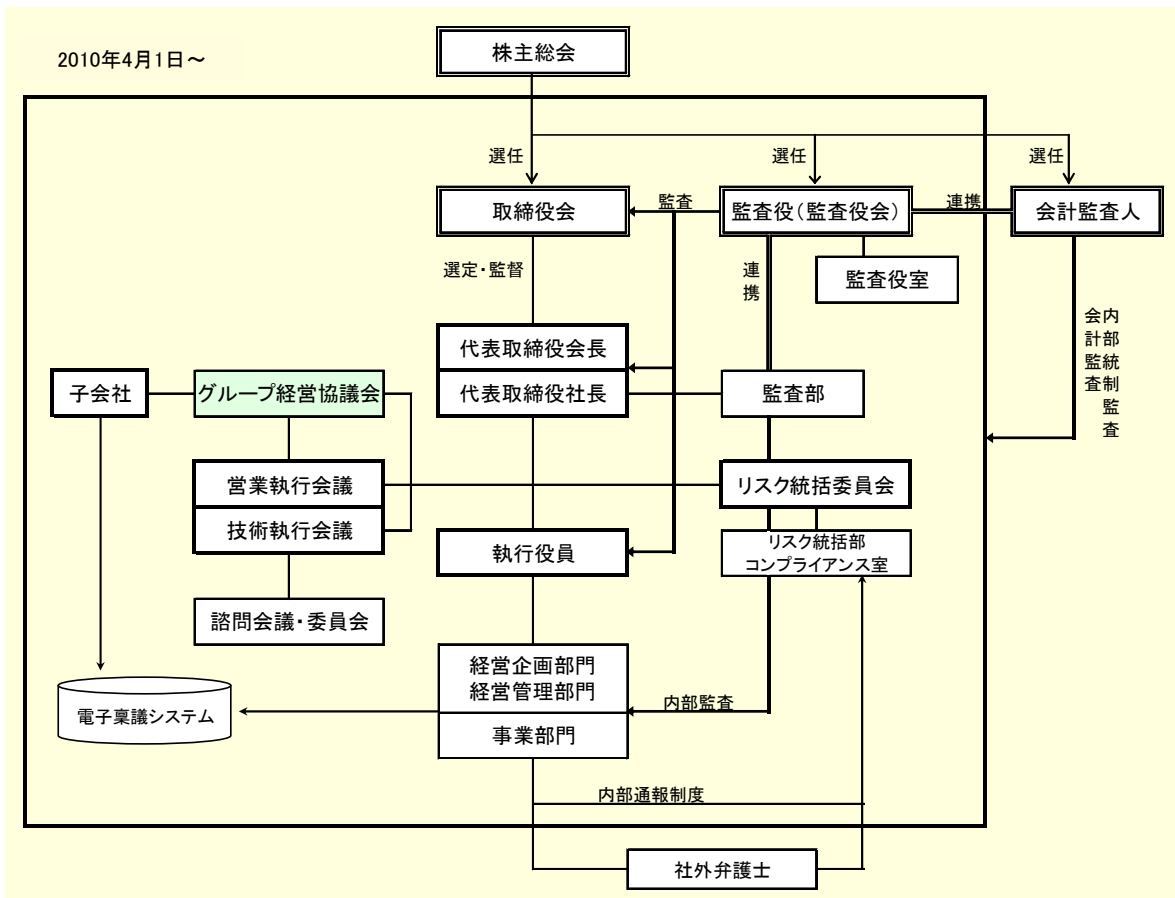 2010年4月1日～
株主総会
選任
選任
選任
取締役会
監査
監査役（監査役会）
連携
会計監査人
選定・監督
連携
監査役室
内部統制監査
会計監査
代表取締役会長
子会社
グループ経営協議会
代表取締役社長
監査部
営業執行会議
リスク統括委員会
技術執行会議
執行役員
リスク統括部
コンプライアンス室
諮問会議・委員会
経営企画部門
経営管理部門
内部監査
電子稟議システム
事業部門
内部通報制度
社外弁護士